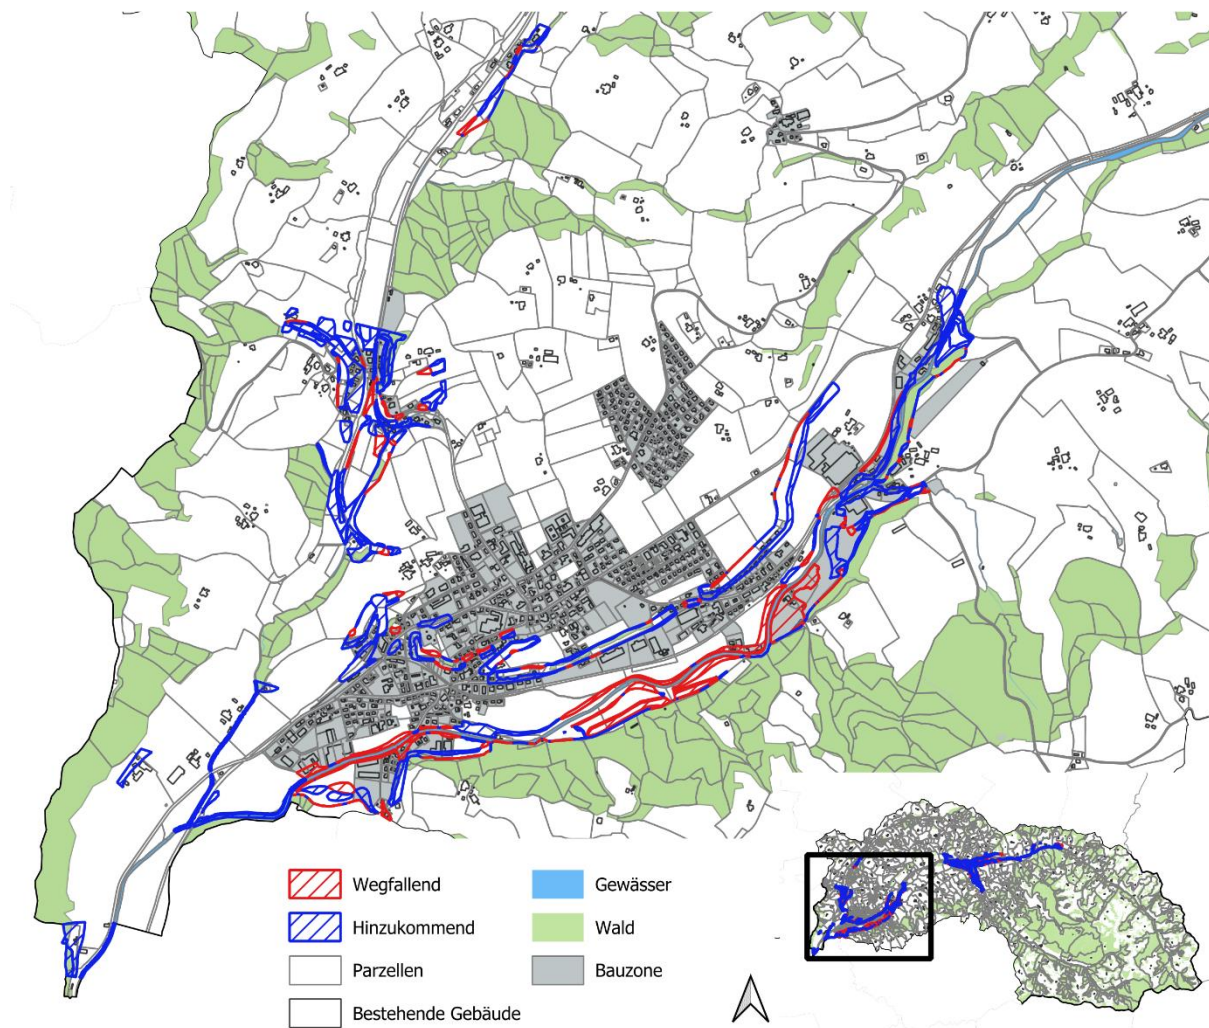 Wegfallend
Gewässer
Hinzukommend
Wald
Parzellen
Bauzone
Bestehende Gebäude